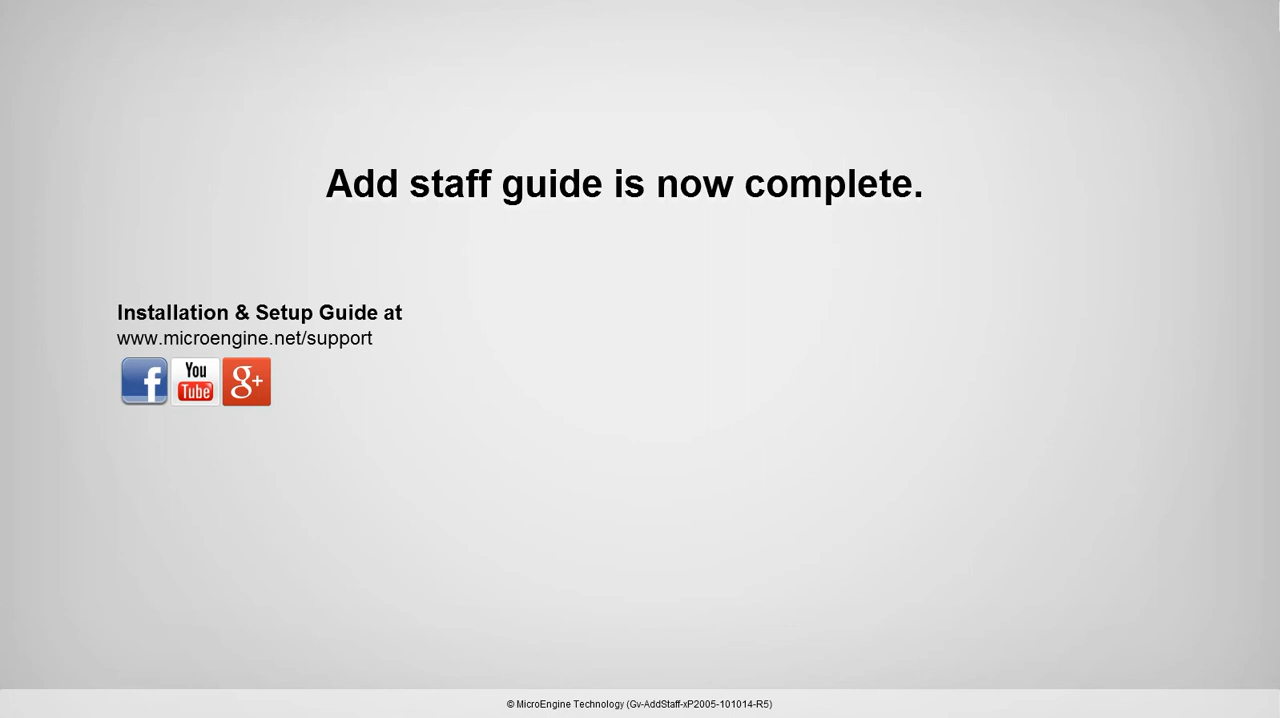 Add staff guide is now complete.
Installation & Setup Guide at
www.microengine.net/support
f You Tube g+
© MicroEngine Technology (Gv-AddStaff-xP2005-101014-R5)